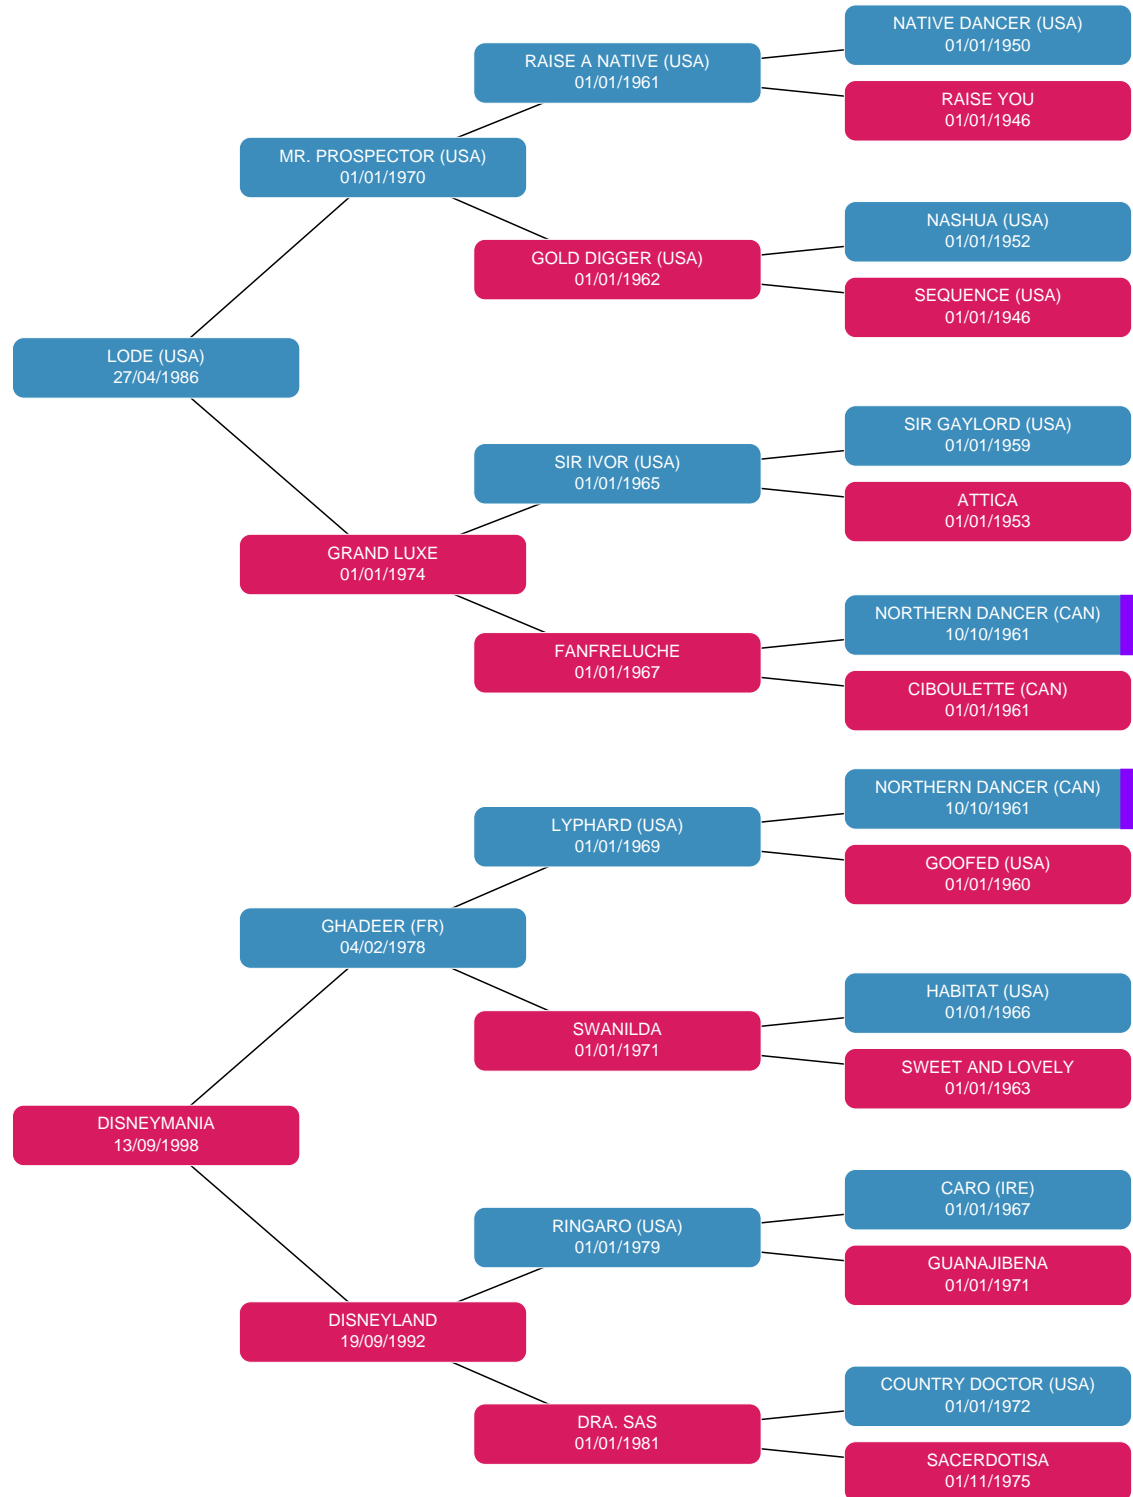 NATIVE DANCER (USA)
01/01/1950
RAISE A NATIVE (USA)
01/01/1961
RAISE YOU
01/01/1946
MR. PROSPECTOR (USA)
01/01/1970
NASHUA (USA)
01/01/1952
GOLD DIGGER (USA)
01/01/1962
SEQUENCE (USA)
01/01/1946
LODE (USA)
27/04/1986
SIR GAYLORD (USA)
01/01/1959
SIR IVOR (USA)
01/01/1965
ATTICA
01/01/1953
GRAND LUXE
01/01/1974
NORTHERN DANCER (CAN)
10/10/1961
FANFRELUCHE
01/01/1967
CIBOULETTE (CAN)
01/01/1961
NORTHERN DANCER (CAN)
10/10/1961
LYPHARD (USA)
01/01/1969
GOOFED (USA)
01/01/1960
GHADEER (FR)
04/02/1978
HABITAT (USA)
01/01/1966
SWANILDA
01/01/1971
SWEET AND LOVELY
01/01/1963
DISNEYMANIA
13/09/1998
CARO (IRE)
01/01/1967
RINGARO (USA)
01/01/1979
GUANAJIBENA
01/01/1971
DISNEYLAND
19/09/1992
COUNTRY DOCTOR (USA)
01/01/1972
DRA. SAS
01/01/1981
SACERDOTISA
01/11/1975